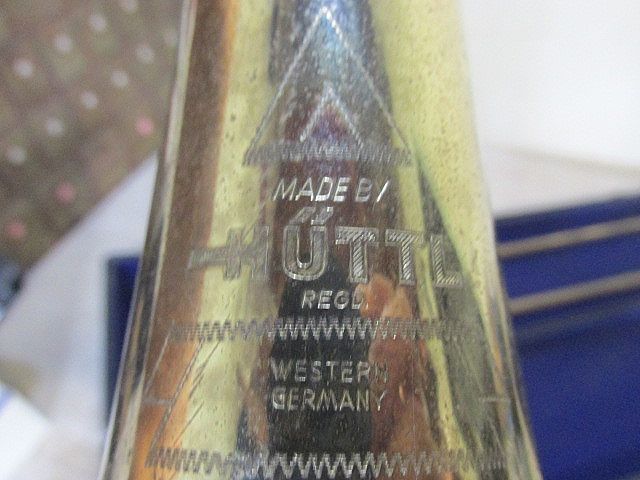 MADE BY
HÜTTL
REGD.
WESTERN
GERMANY